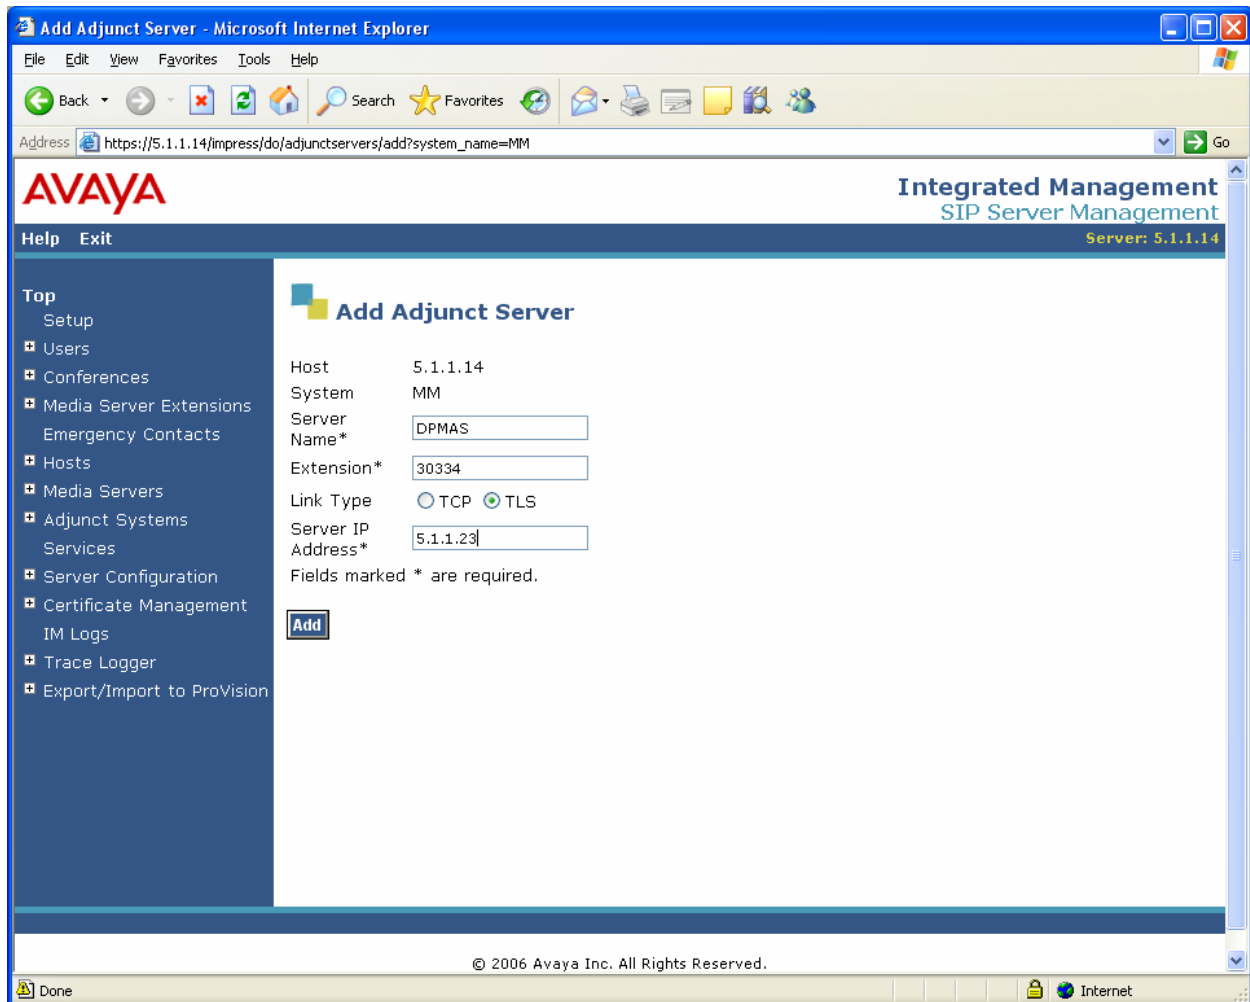 Add Adjunct Server - Microsoft Internet Explorer
File Edit View Favorites Tools Help
Back Search Favorites
Address https://5.1.1.14/impress/do/adjunctservers/add?system_name=MM Go
AVAYA
Integrated Management
SIP Server Management
Help Exit
Server: 5.1.1.14
Top
Setup
Users
Conferences
Media Server Extensions
Emergency Contacts
Hosts
Media Servers
Adjunct Systems
Services
Server Configuration
Certificate Management
IM Logs
Trace Logger
Export/Import to ProVision
Add Adjunct Server
Host 5.1.1.14
System MM
Server
Name* DPMAS
Extension* 30334
Link Type TCP TLS
Server IP
Address* 5.1.1.23
Fields marked * are required.
Add
© 2006 Avaya Inc. All Rights Reserved.
Done Internet